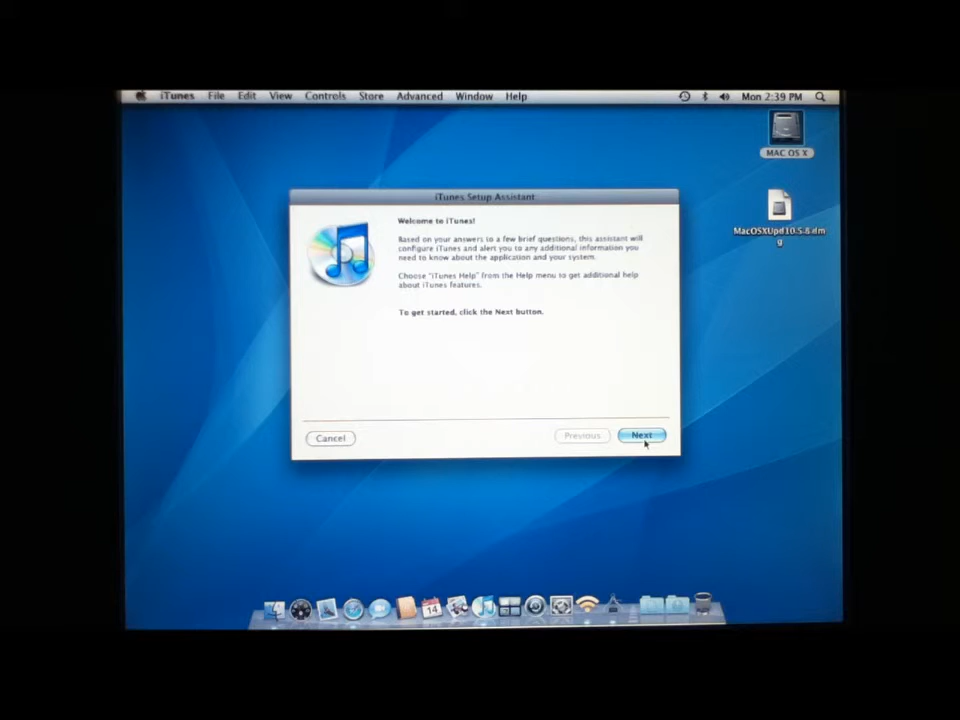 iTunes File Edit View Controls Store Advanced Window Help Mon 2:39 PM
MAC OS X
MacOSXUpd10.5.8.dm
g
iTunes Setup Assistant
Welcome to iTunes!
Based on your answers to a few brief questions, this assistant will
configure iTunes and alert you to any additional information you
need to know about the application and your system.
Choose "iTunes Help" from the Help menu to get additional help
about iTunes features.
To get started, click the Next button.
Cancel
Previous
Next
14